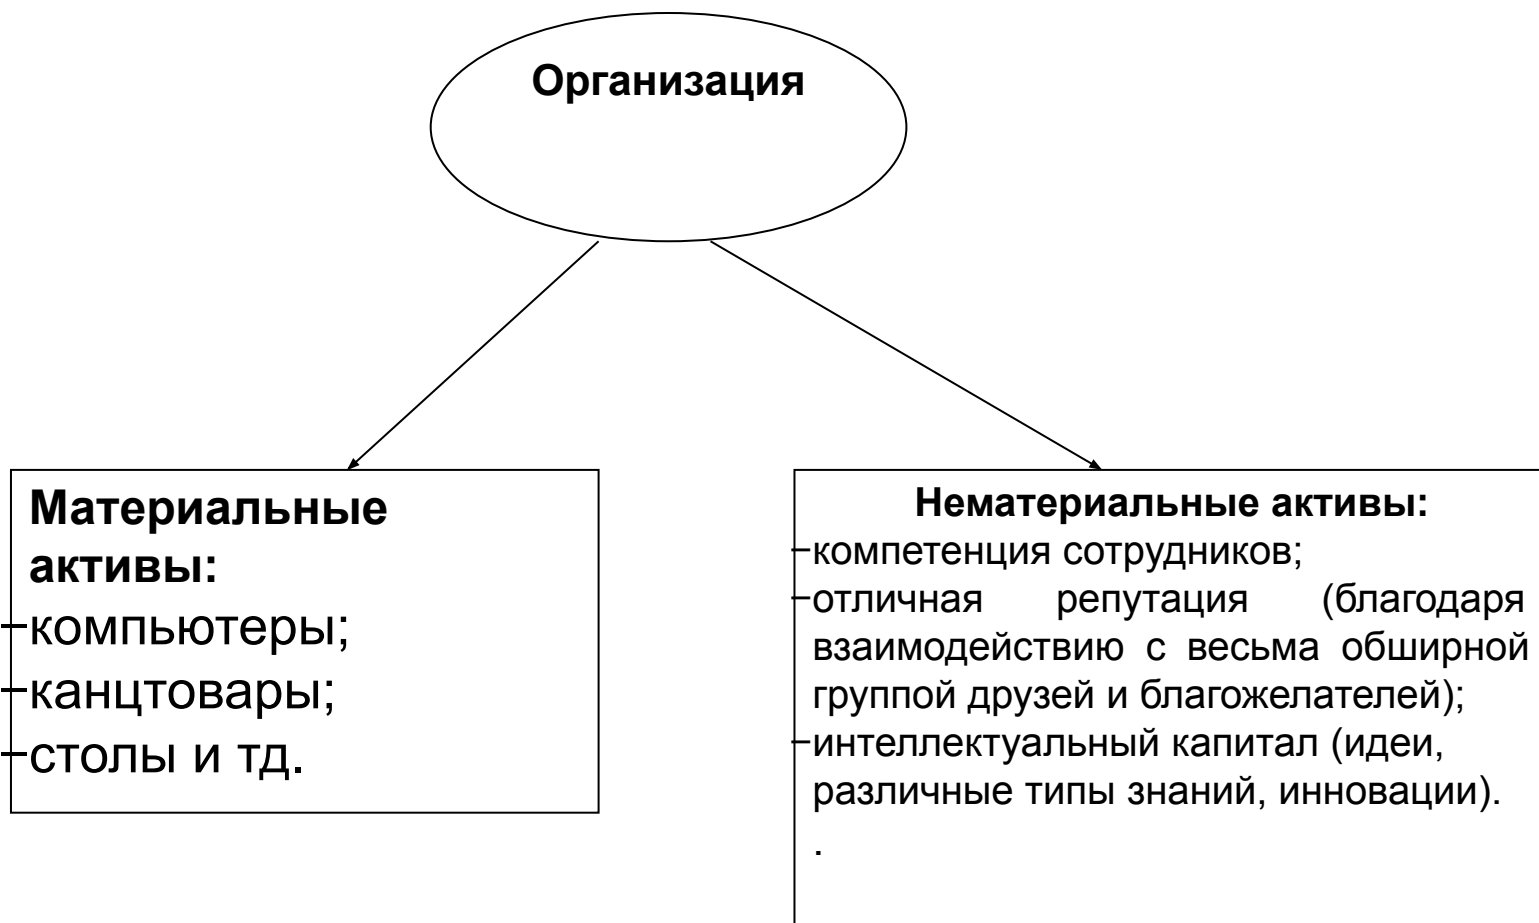 Организация
Материальные
активы:
–компьютеры;
–канцтовары;
–столы и тд.
Нематериальные активы:
–компетенция сотрудников;
–отличная репутация (благодаря
взаимодействию с весьма обширной
группой друзей и благожелателей);
–интеллектуальный капитал (идеи,
различные типы знаний, инновации).
.